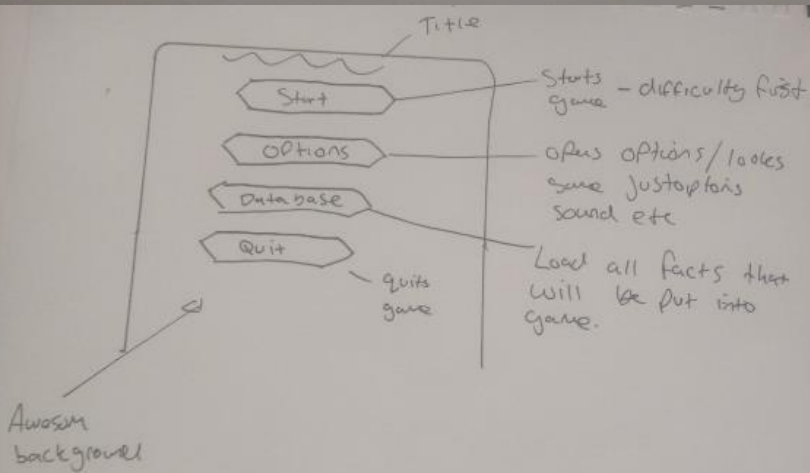 Title
Start
Starts
game - difficulty first
Options
opens options/looks
same just options
sound etc
Database
Load all facts that
will be put into
game.
Quit
quits
game
Awesom
background